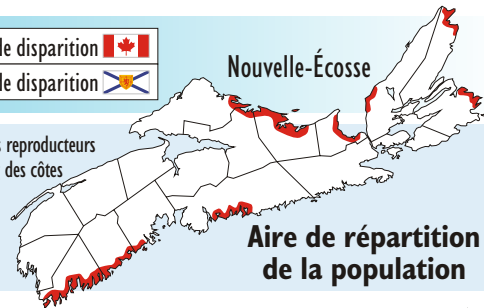 le disparition
le disparition
Nouvelle-Écosse
reproducteurs
des côtes
Aire de répartition
de la population